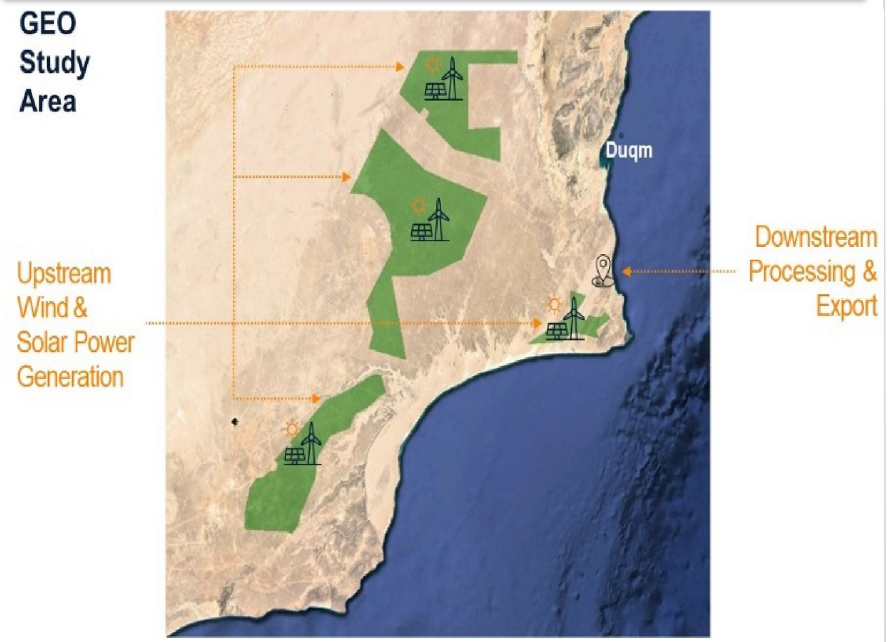 GEO
Study
Area
Duqm
Downstream
Processing &
Export
Upstream
Wind &
Solar Power
Generation